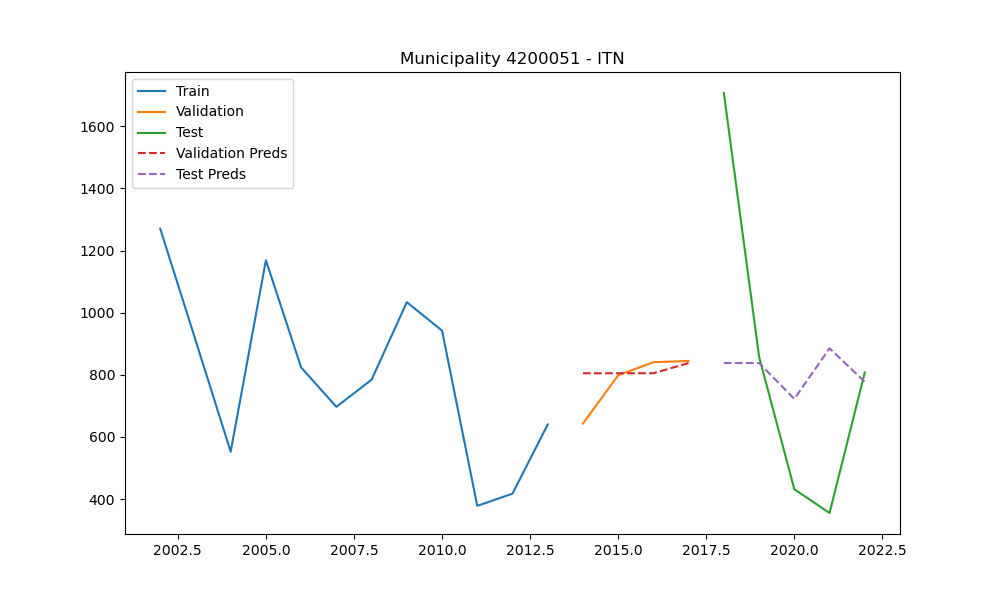 Municipality 4200051 - ITN
Train
Validation
Test
Validation Preds
Test Preds
1600
1400
1200
1000
800
600
400
2002.5 2005.0 2007.5 2010.0 2012.5 2015.0 2017.5 2020.0 2022.5